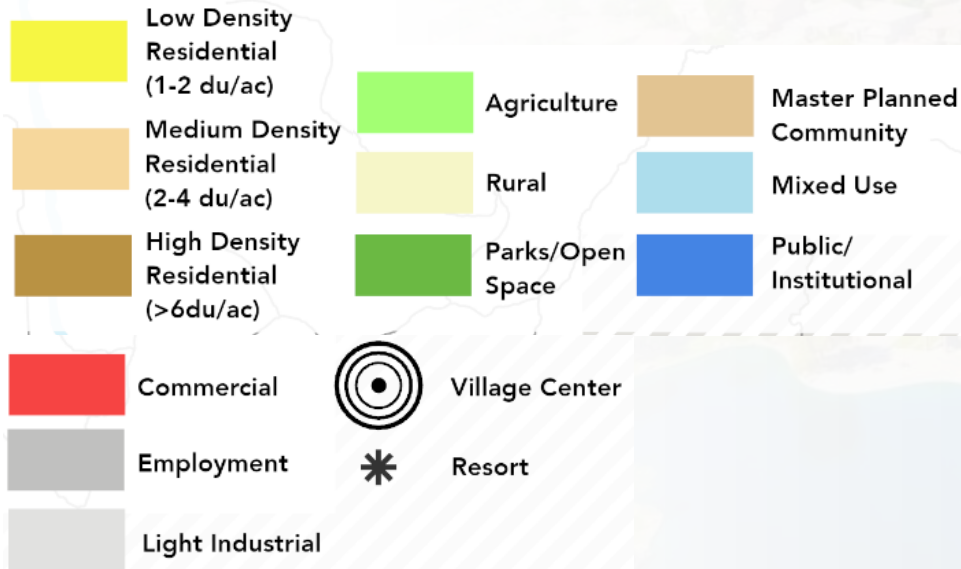 Low Density
Residential
(1-2 du/ac)
Medium Density
Residential
(2-4 du/ac)
High Density
Residential
(>6du/ac)
Agriculture
Rural
Parks/Open
Space
Master Planned
Community
Mixed Use
Public/
Institutional
Commercial
Employment
Light Industrial
Village Center
Resort